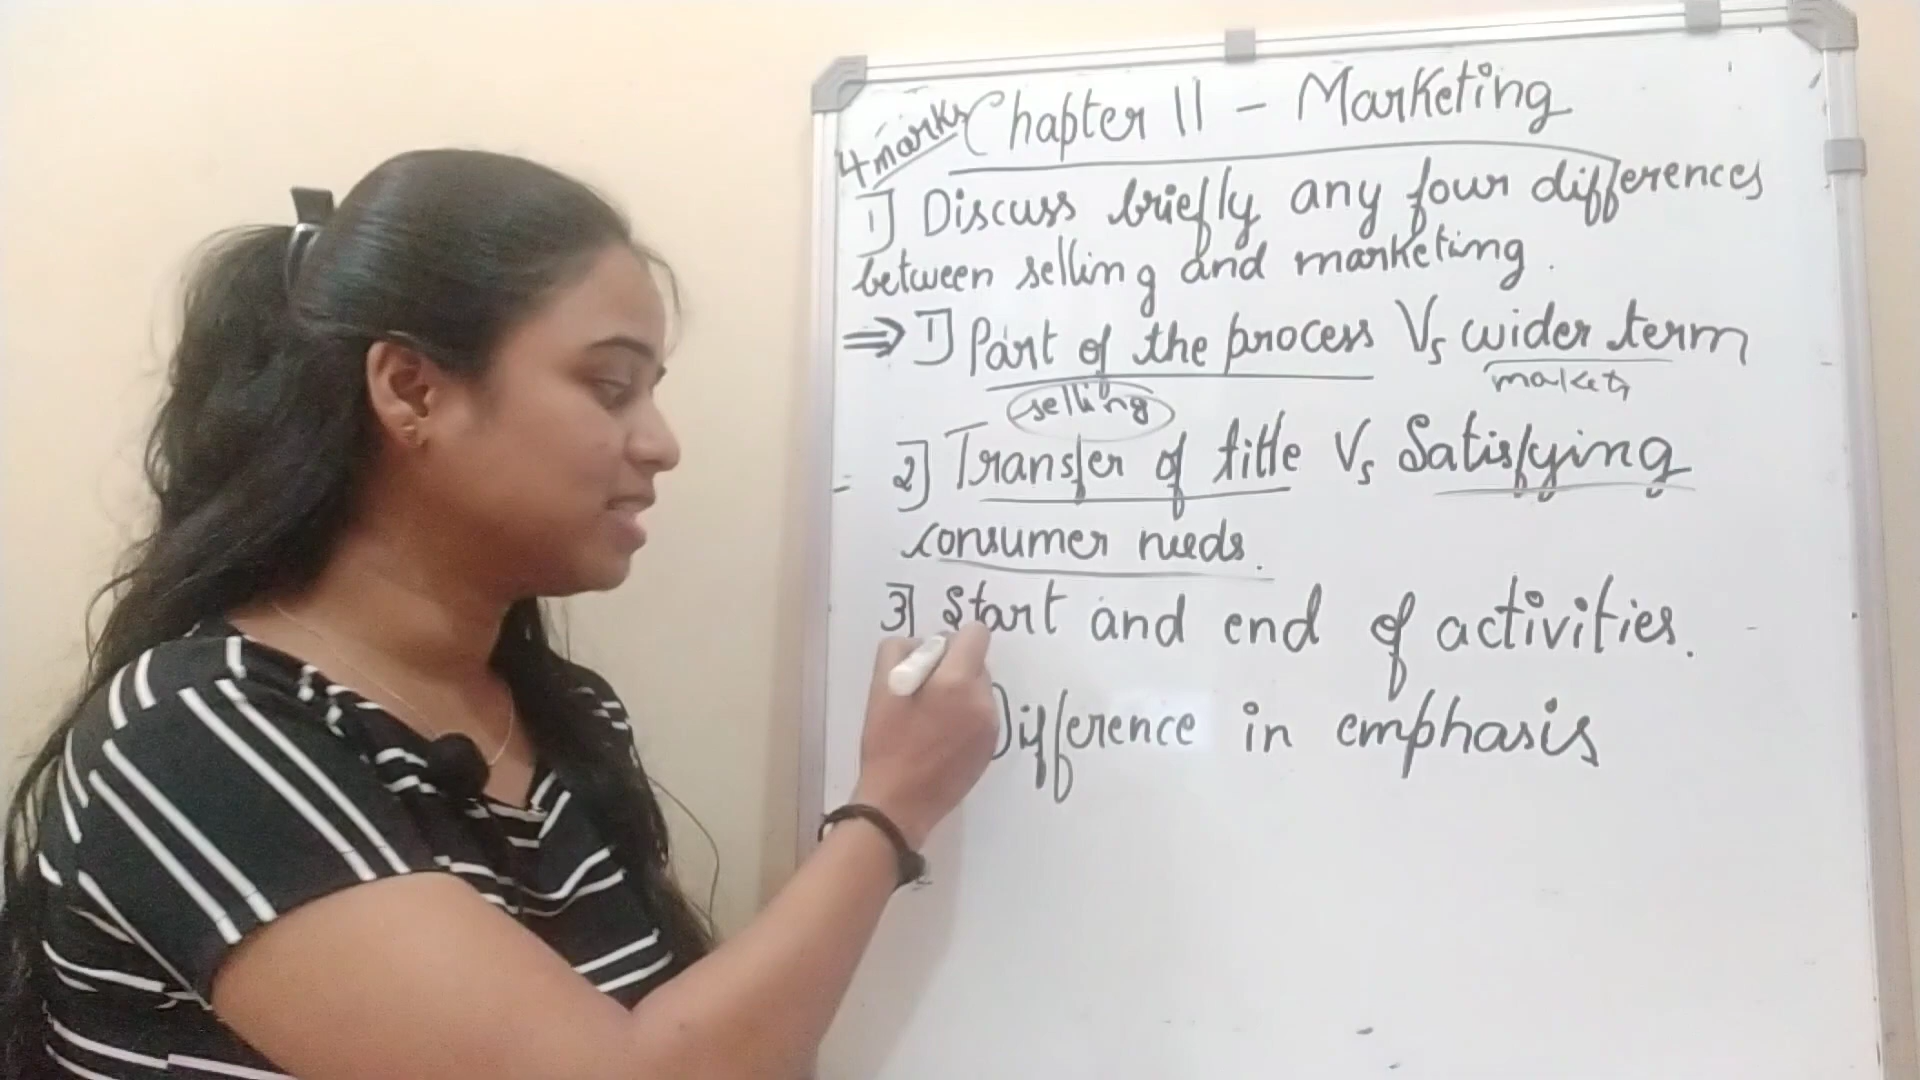 4 marks
Chapter 11 - Marketing
1] Discuss briefly any four differences
between selling and marketing.
⇒ 1] Part of the process Vs wider term
selling
2] Transfer of title Vs Satisfying
consumer needs.
3] Start and end of activities.
Difference in emphasis